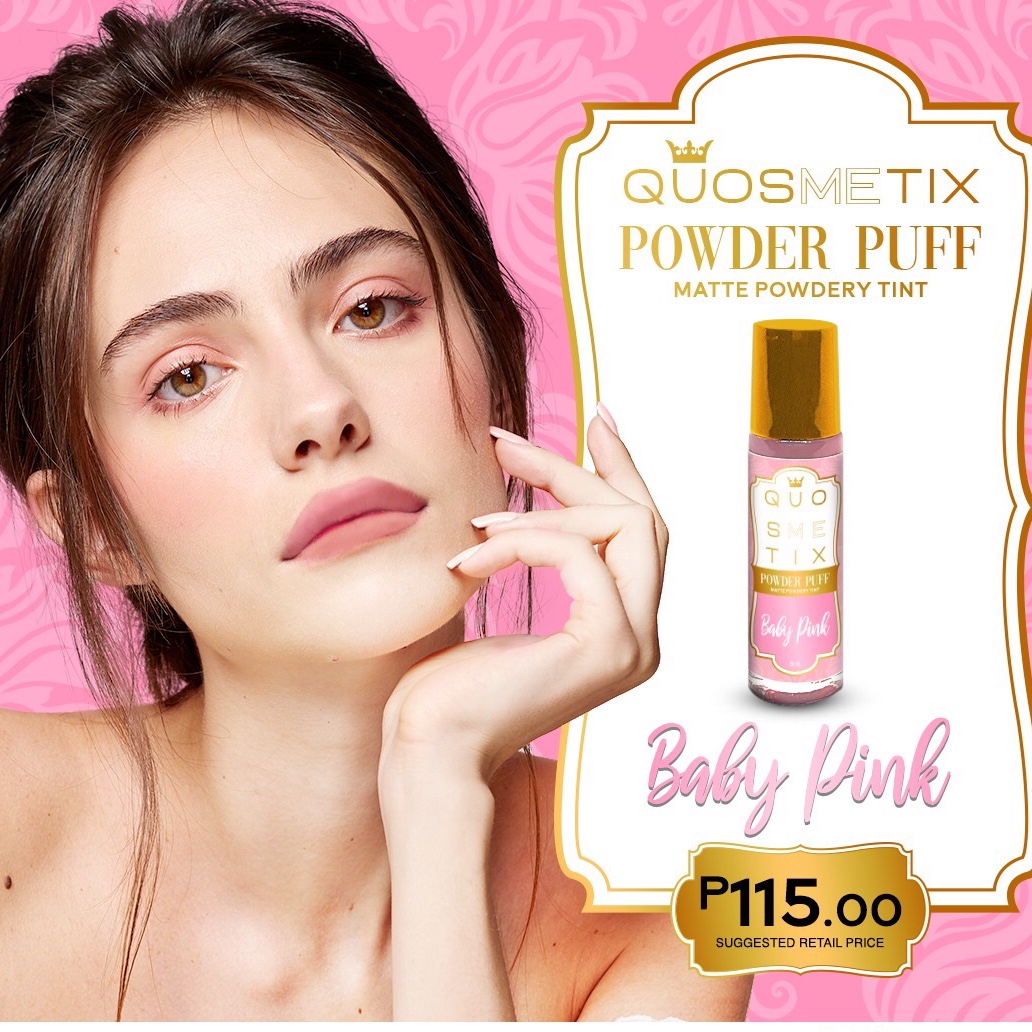 QUOSMETIX
POWDER PUFF
MATTE POWDERY TINT
QUO
SME
TIX
POWDER PUFF
MATTE POWDERY TINT
Baby Pink
Baby Pink
P115.00
SUGGESTED RETAIL PRICE